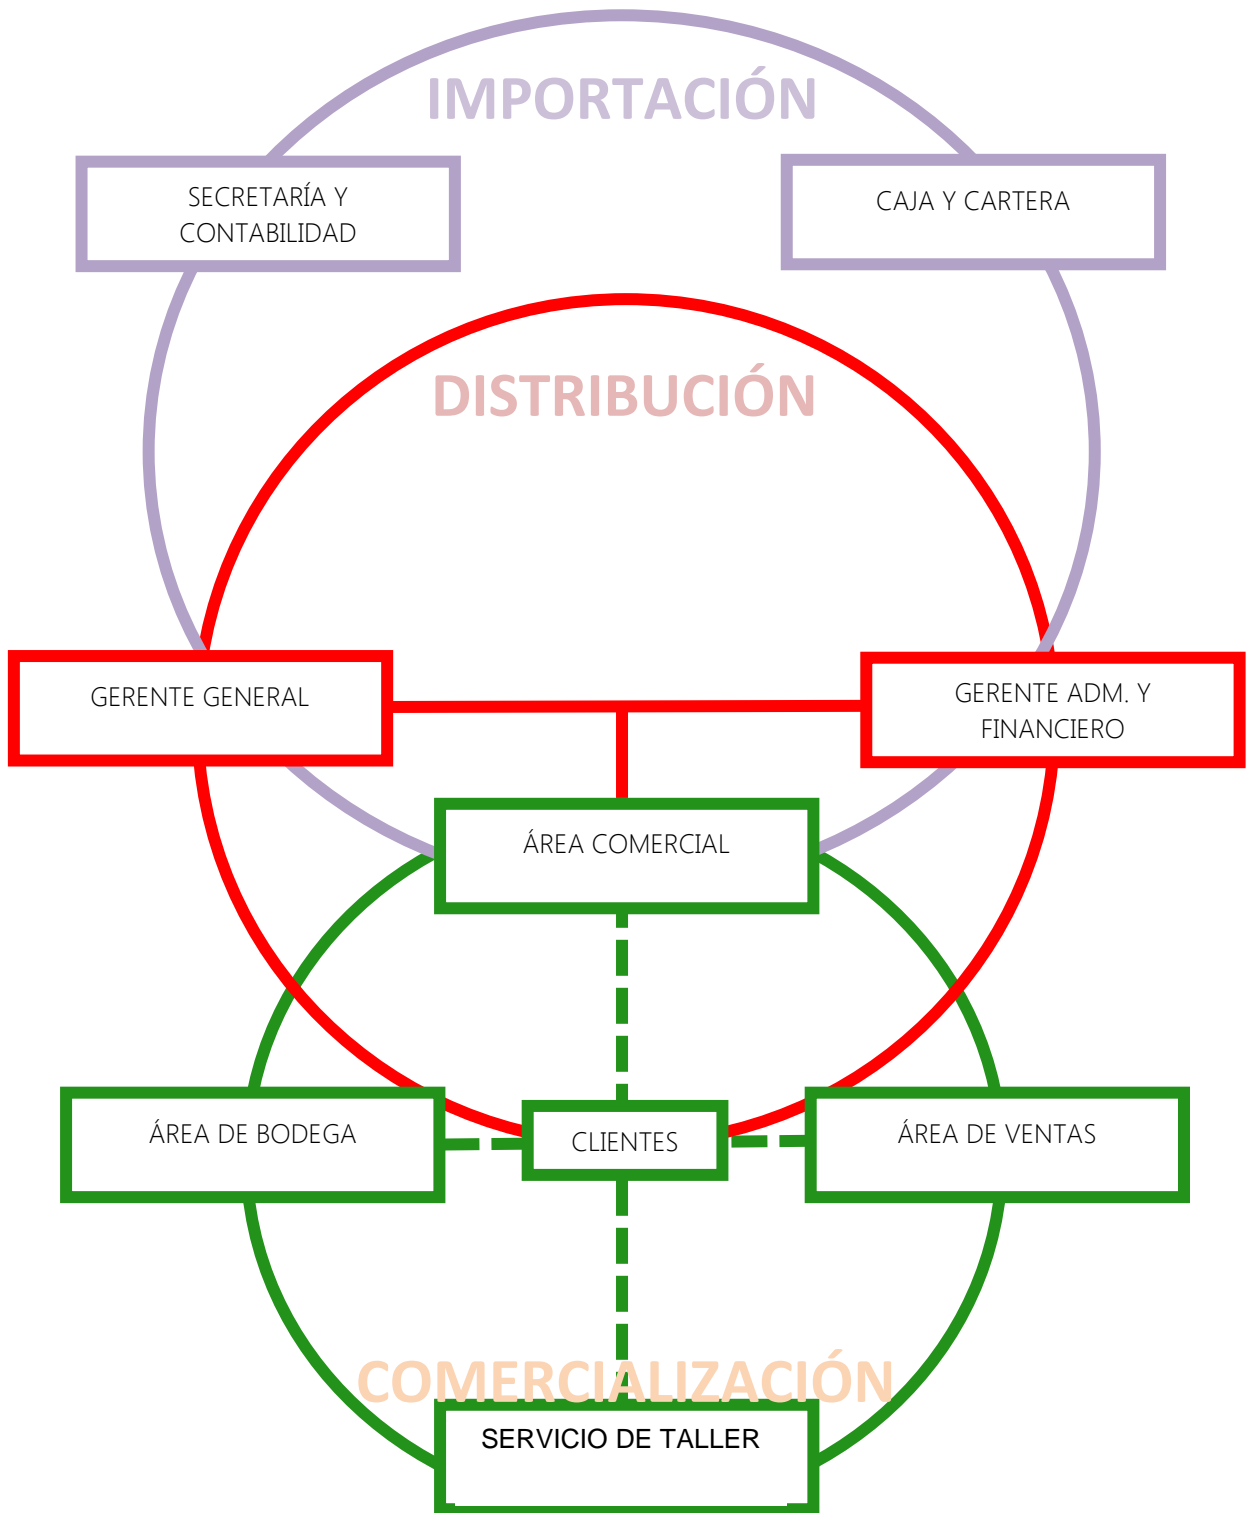 IMPORTACIÓN
SECRETARÍA Y
CONTABILIDAD
CAJA Y CARTERA
DISTRIBUCIÓN
GERENTE GENERAL
GERENTE ADM. Y
FINANCIERO
ÁREA COMERCIAL
ÁREA DE BODEGA
CLIENTES
ÁREA DE VENTAS
COMERCIALIZACIÓN
SERVICIO DE TALLER